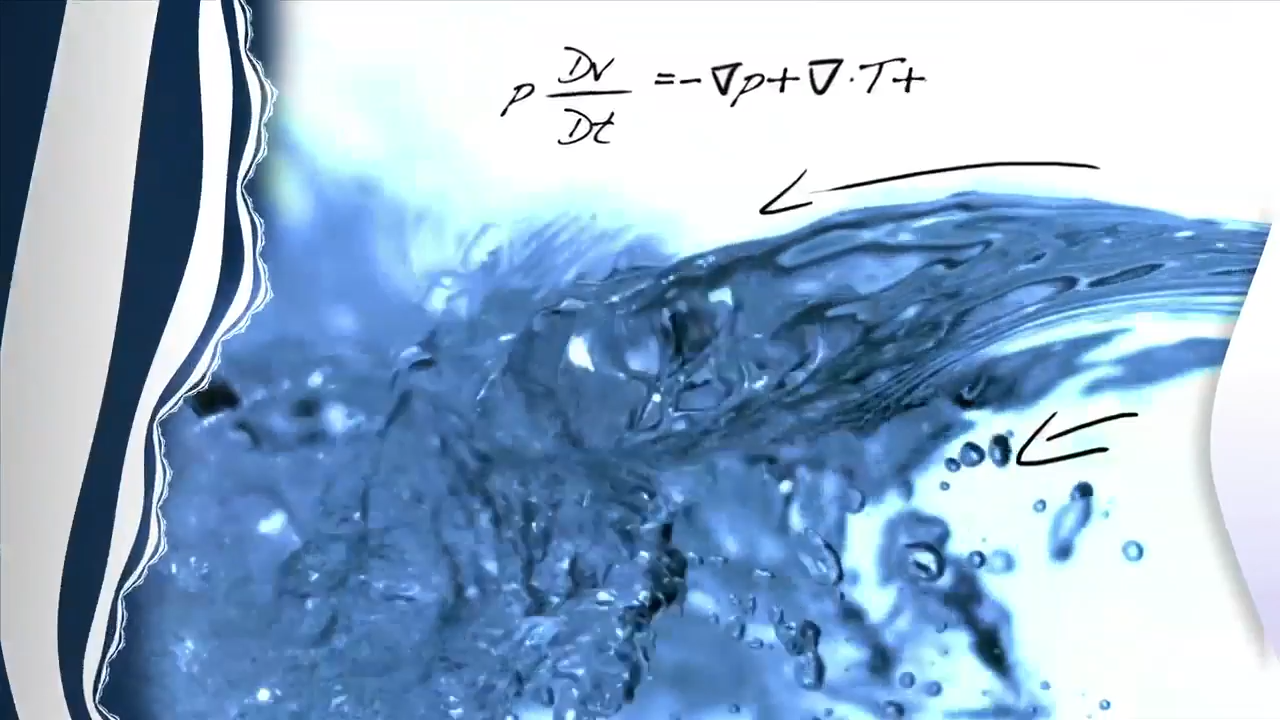 p Dv/Dt = -∇p + ∇·T +